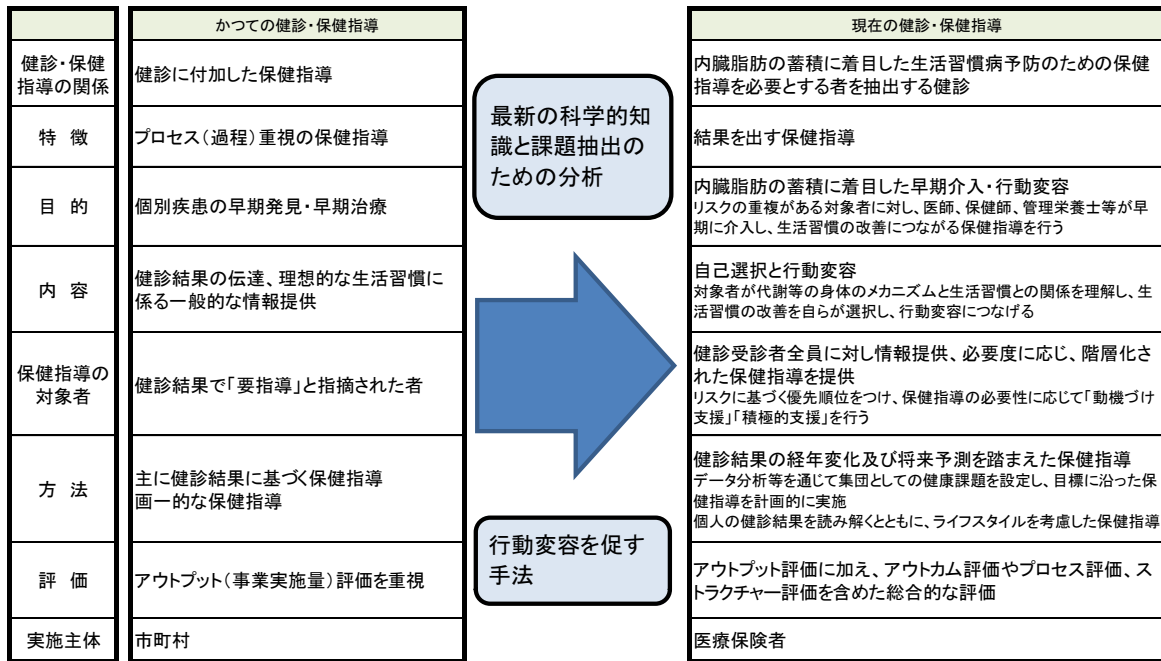 かつての健診・保健指導
現在の健診・保健指導
健診・保健
指導の関係
健診に付加した保健指導
内臓脂肪の蓄積に着目した生活習慣病予防のための保健
指導を必要とする者を抽出する健診
特 徴
プロセス(過程)重視の保健指導
結果を出す保健指導
目 的
個別疾患の早期発見・早期治療
内臓脂肪の蓄積に着目した早期介入・行動変容
リスクの重複がある対象者に対し、医師、保健師、管理栄養士等が早
期に介入し、生活習慣の改善につながる保健指導を行う
内 容
健診結果の伝達、理想的な生活習慣に
係る一般的な情報提供
自己選択と行動変容
対象者が代謝等の身体のメカニズムと生活習慣との関係を理解し、生
活習慣の改善を自らが選択し、行動変容につなげる
保健指導の
対象者
健診結果で「要指導」と指摘された者
健診受診者全員に対し情報提供、必要度に応じ、階層化さ
れた保健指導を提供
リスクに基づく優先順位をつけ、保健指導の必要性に応じて「動機づけ
支援」「積極的支援」を行う
方 法
主に健診結果に基づく保健指導
画一的な保健指導
健診結果の経年変化及び将来予測を踏まえた保健指導
データ分析等を通じて集団としての健康課題を設定し、目標に沿った保
健指導を計画的に実施
個人の健診結果を読み解くとともに、ライフスタイルを考慮した保健指導
評 価
アウトプット(事業実施量)評価を重視
アウトプット評価に加え、アウトカム評価やプロセス評価、ス
トラクチャー評価を含めた総合的な評価
実施主体
市町村
医療保険者
最新の科学的知
識と課題抽出の
ための分析
行動変容を促す
手法